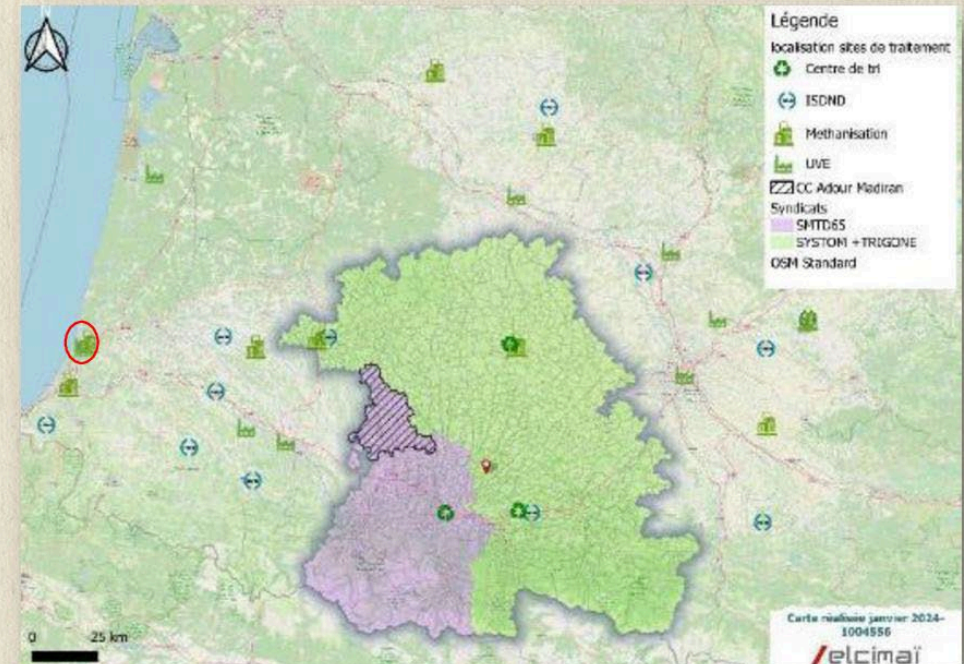 Légende
localisation sites de traitement
Centre de tri
ISDND
Methanisation
UVE
CC Adour Madiran
Syndicats
SMTD65
SYSTOM +TRIGONE
OSM Standard
0 25 km
Carte réalisée janvier 2024-
1004556
elcimaï